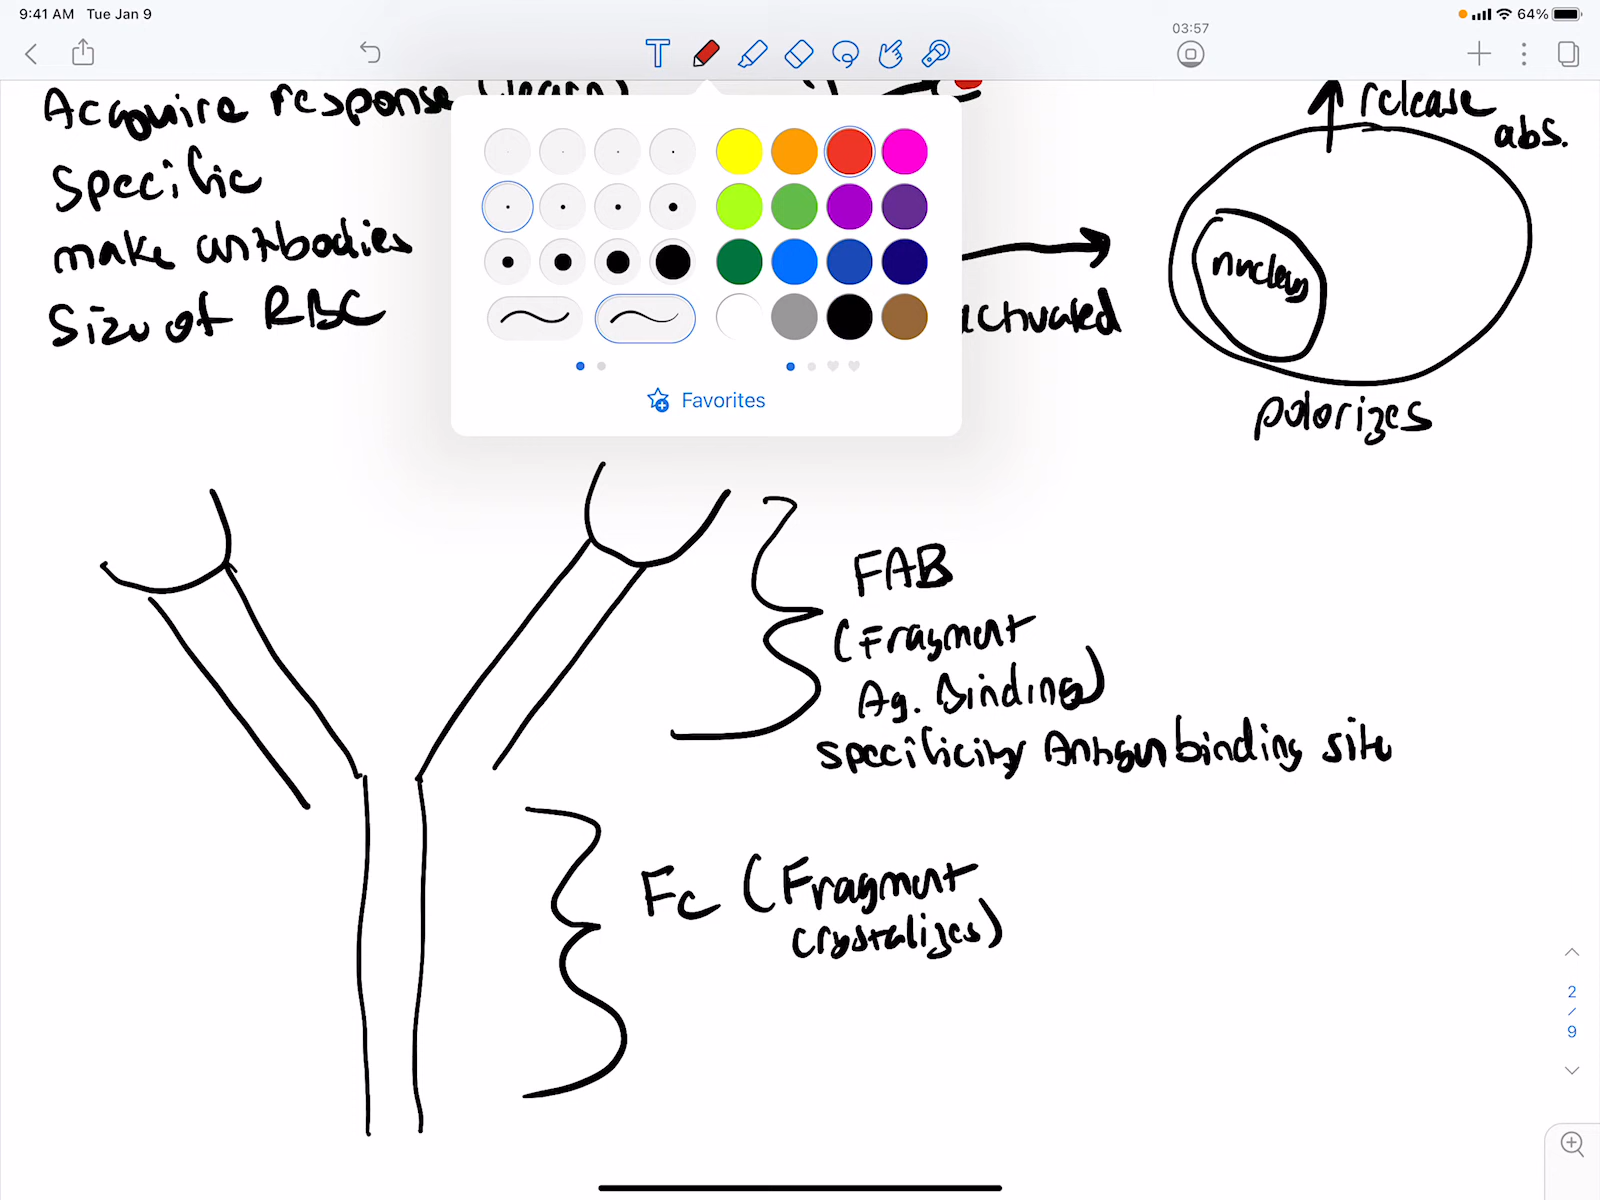 9:41 AM Tue Jan 9
64%
03:57
T
Acquire response (learn)
Specific
make antibodies
Size of RBC
release
abs.
nucleus
activated
polarizes
Favorites
FAB
(Fragment
Ag. Binding)
specificity Antigen binding site
Fc (Fragment
crystalizes)
2
/
9